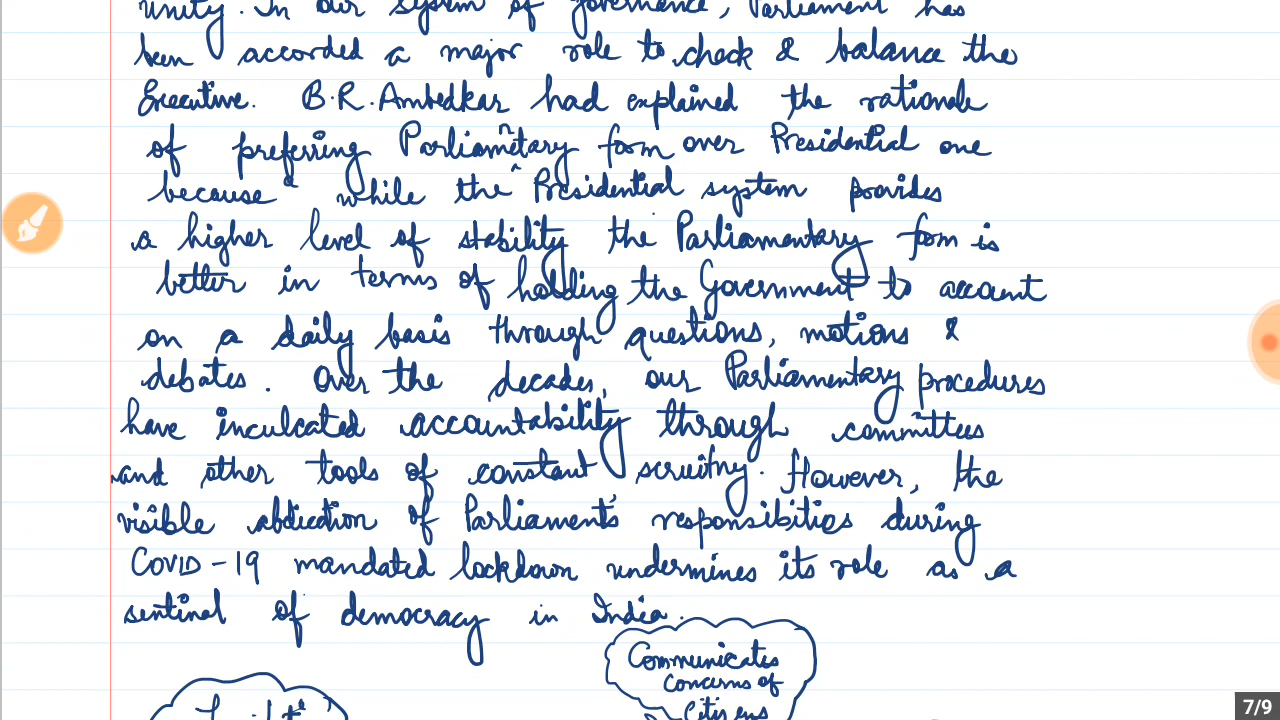 unity. In our system of governance, Parliament has
been accorded a major role to check & balance the
Executive. B.R. Ambedkar had explained the rationale
of preferring Parliamentary form over Presidential one
because while the Presidential system provides
a higher level of stability the Parliamentary form is
better in terms of holding the Government to account
on a daily basis through questions, motions &
debates. Over the decades, our Parliamentary procedures
have inculcated accountability through committees
and other tools of constant scruitny. However, the
visible abdication of Parliament's responsibities during
COVID-19 mandated lockdown undermines its role as a
sentinal of democracy in India.
Communicates
concerns of
Citizens
7/9